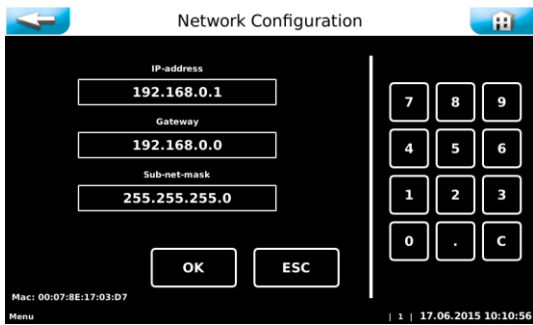 Network Configuration
IP-address
192.168.0.1
Gateway
192.168.0.0
Sub-net-mask
255.255.255.0
7 8 9
4 5 6
1 2 3
0 . C
OK ESC
Mac: 00:07:8E:17:03:D7
Menu | 1 | 17.06.2015 10:10:56